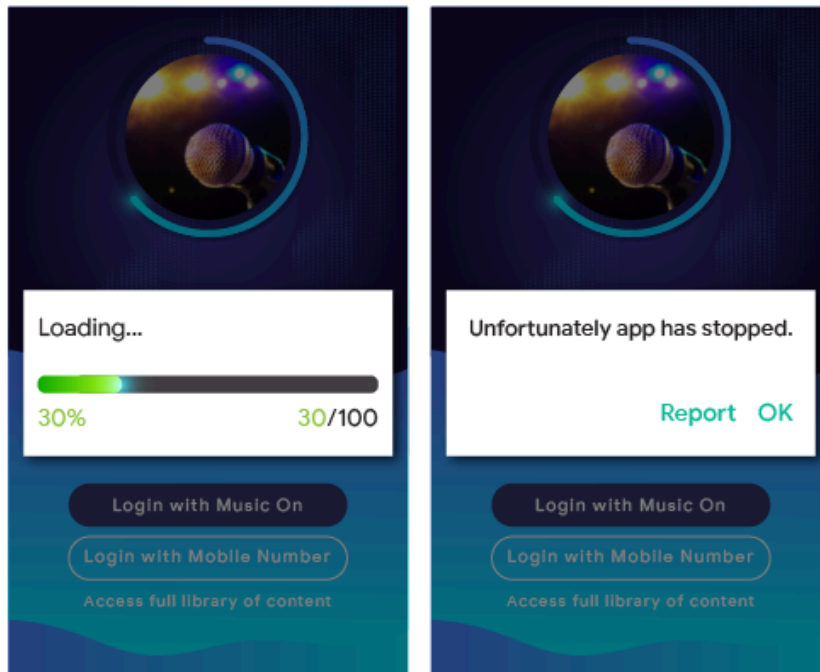 Loading...
30% 30/100
Login with Music On
Login with Mobile Number
Access full library of content
Unfortunately app has stopped.
Report OK
Login with Music On
Login with Mobile Number
Access full library of content